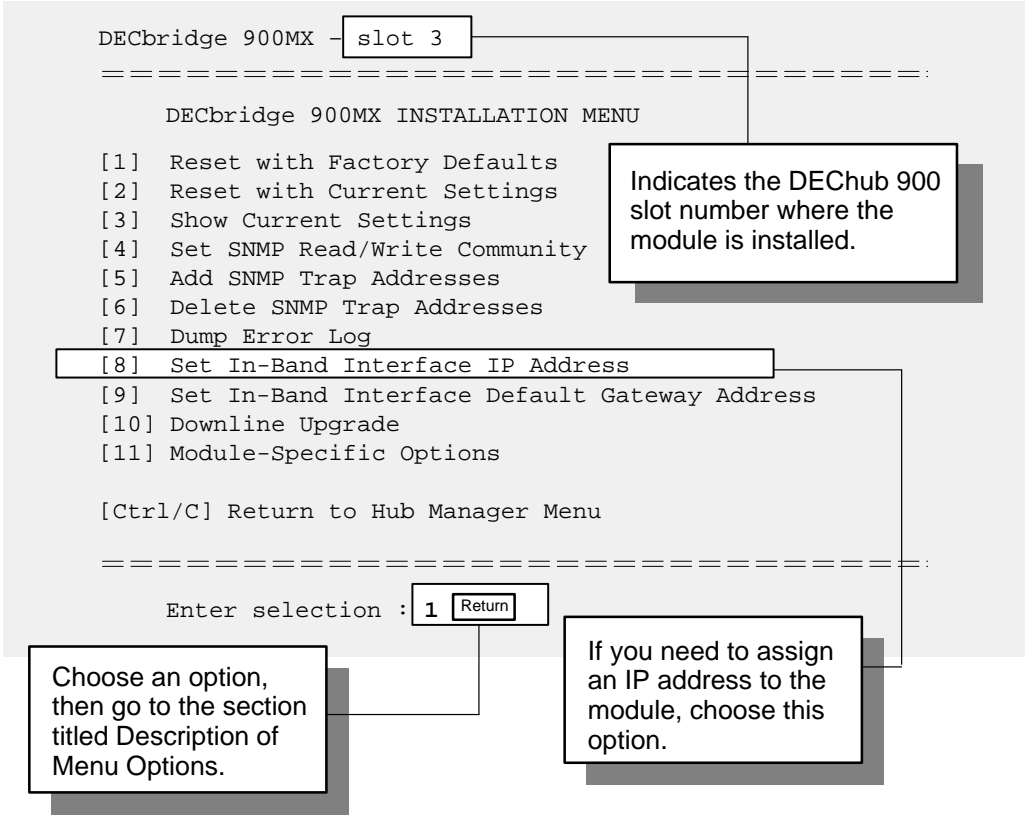 DECbridge 900MX – slot 3
=============================
DECbridge 900MX INSTALLATION MENU
[1] Reset with Factory Defaults
[2] Reset with Current Settings
[3] Show Current Settings
[4] Set SNMP Read/Write Community
[5] Add SNMP Trap Addresses
[6] Delete SNMP Trap Addresses
[7] Dump Error Log
[8] Set In-Band Interface IP Address
[9] Set In-Band Interface Default Gateway Address
[10] Downline Upgrade
[11] Module-Specific Options
[Ctrl/C] Return to Hub Manager Menu
=============================
Enter selection : 1 Return
Indicates the DEChub 900
slot number where the
module is installed.
Choose an option,
then go to the section
titled Description of
Menu Options.
If you need to assign
an IP address to the
module, choose this
option.